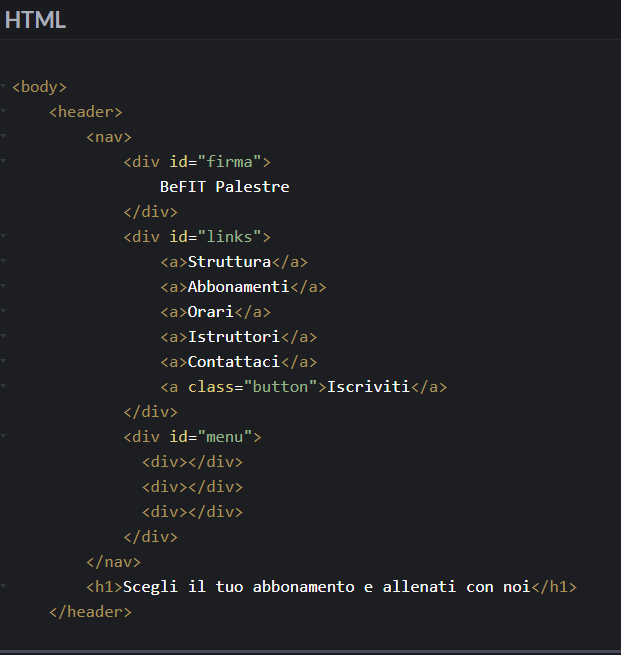 HTML
<body>
<header>
<nav>
<div id="firma">
BeFIT Palestre
</div>
<div id="links">
<a>Struttura</a>
<a>Abbonamenti</a>
<a>Orari</a>
<a>Istruttori</a>
<a>Contattaci</a>
<a class="button">Iscriviti</a>
</div>
<div id="menu">
<div></div>
<div></div>
<div></div>
</div>
</nav>
<h1>Scegli il tuo abbonamento e allenati con noi</h1>
</header>